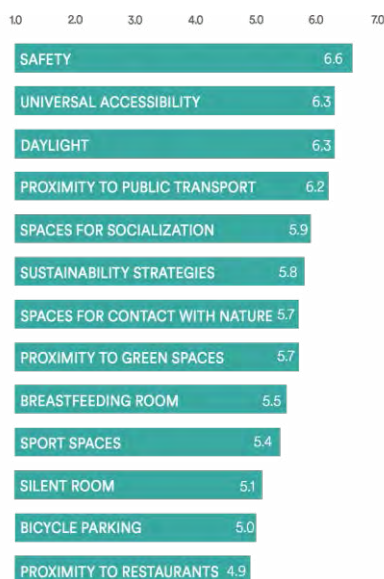 1.0 2.0 3.0 4.0 5.0 6.0 7.0
SAFETY 6.6
UNIVERSAL ACCESSIBILITY 6.3
DAYLIGHT 6.3
PROXIMITY TO PUBLIC TRANSPORT 6.2
SPACES FOR SOCIALIZATION 5.9
SUSTAINABILITY STRATEGIES 5.8
SPACES FOR CONTACT WITH NATURE 5.7
PROXIMITY TO GREEN SPACES 5.7
BREASTFEEDING ROOM 5.5
SPORT SPACES 5.4
SILENT ROOM 5.1
BICYCLE PARKING 5.0
PROXIMITY TO RESTAURANTS 4.9